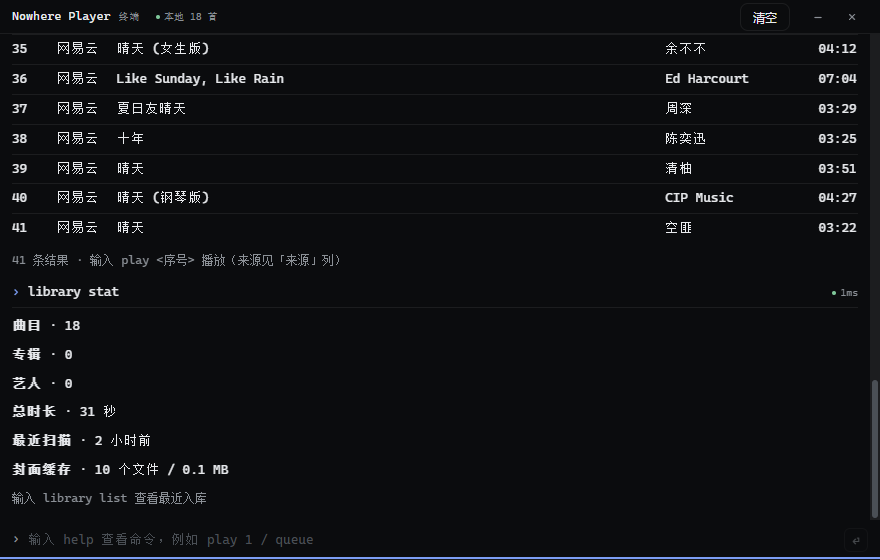 Nowhere Player 终端 本地 18 首 清空
35 网易云 晴天 (女生版) 余不不 04:12
36 网易云 Like Sunday, Like Rain Ed Harcourt 07:04
37 网易云 夏日友晴天 周深 03:29
38 网易云 十年 陈奕迅 03:25
39 网易云 晴天 清柚 03:51
40 网易云 晴天 (钢琴版) CIP Music 04:27
41 网易云 晴天 空匪 03:22
41 条结果 · 输入 play <序号> 播放（来源见「来源」列）
› library stat 1ms
曲目 · 18
专辑 · 0
艺人 · 0
总时长 · 31 秒
最近扫描 · 2 小时前
封面缓存 · 10 个文件 / 0.1 MB
输入 library list 查看最近入库
› 输入 help 查看命令，例如 play 1 / queue